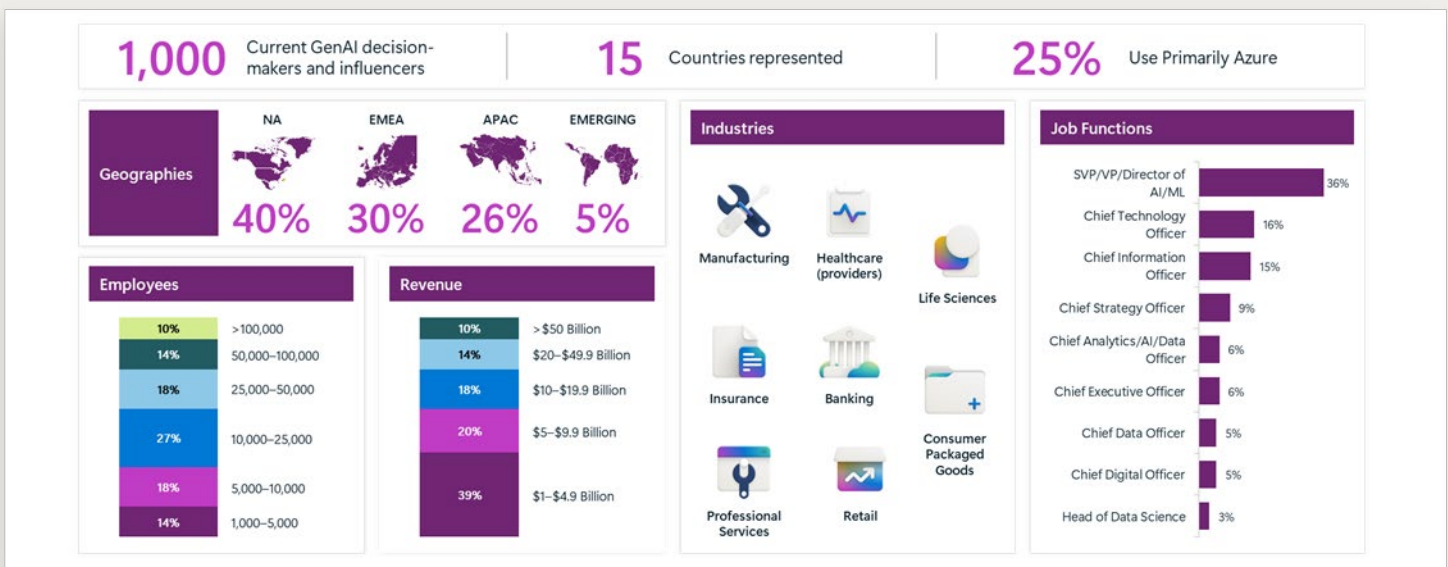 1,000
Current GenAI decision-
makers and influencers
15
Countries represented
25%
Use Primarily Azure
Geographies
NA
EMEA
APAC
EMERGING
40%
30%
26%
5%
Employees
10% >100,000
14% 50,000–100,000
18% 25,000–50,000
27% 10,000–25,000
18% 5,000–10,000
14% 1,000–5,000
Revenue
10% >$50 Billion
14% $20–$49.9 Billion
18% $10–$19.9 Billion
20% $5–$9.9 Billion
39% $1–$4.9 Billion
Industries
Manufacturing
Healthcare
(providers)
Life Sciences
Insurance
Banking
Consumer
Packaged
Goods
Professional
Services
Retail
Job Functions
SVP/VP/Director of
AI/ML
36%
Chief Technology
Officer
16%
Chief Information
Officer
15%
Chief Strategy Officer 9%
Chief Analytics/AI/Data
Officer
6%
Chief Executive Officer 6%
Chief Data Officer 5%
Chief Digital Officer 5%
Head of Data Science 3%